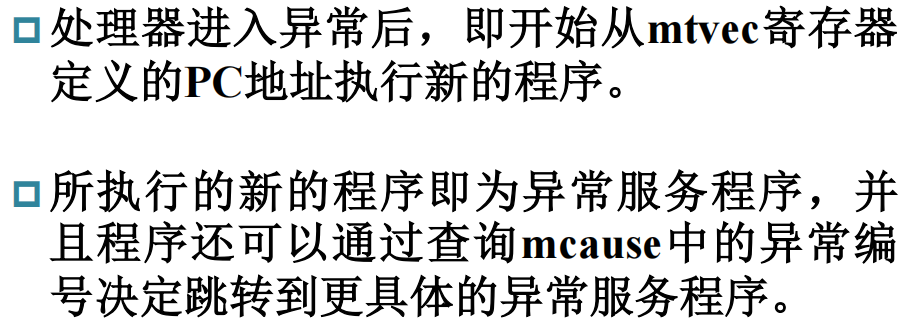 处理器进入异常后，即开始从mtvec寄存器
定义的PC地址执行新的程序。
所执行的新的程序即为异常服务程序，并
且程序还可以通过查询mcause中的异常编
号决定跳转到更具体的异常服务程序。